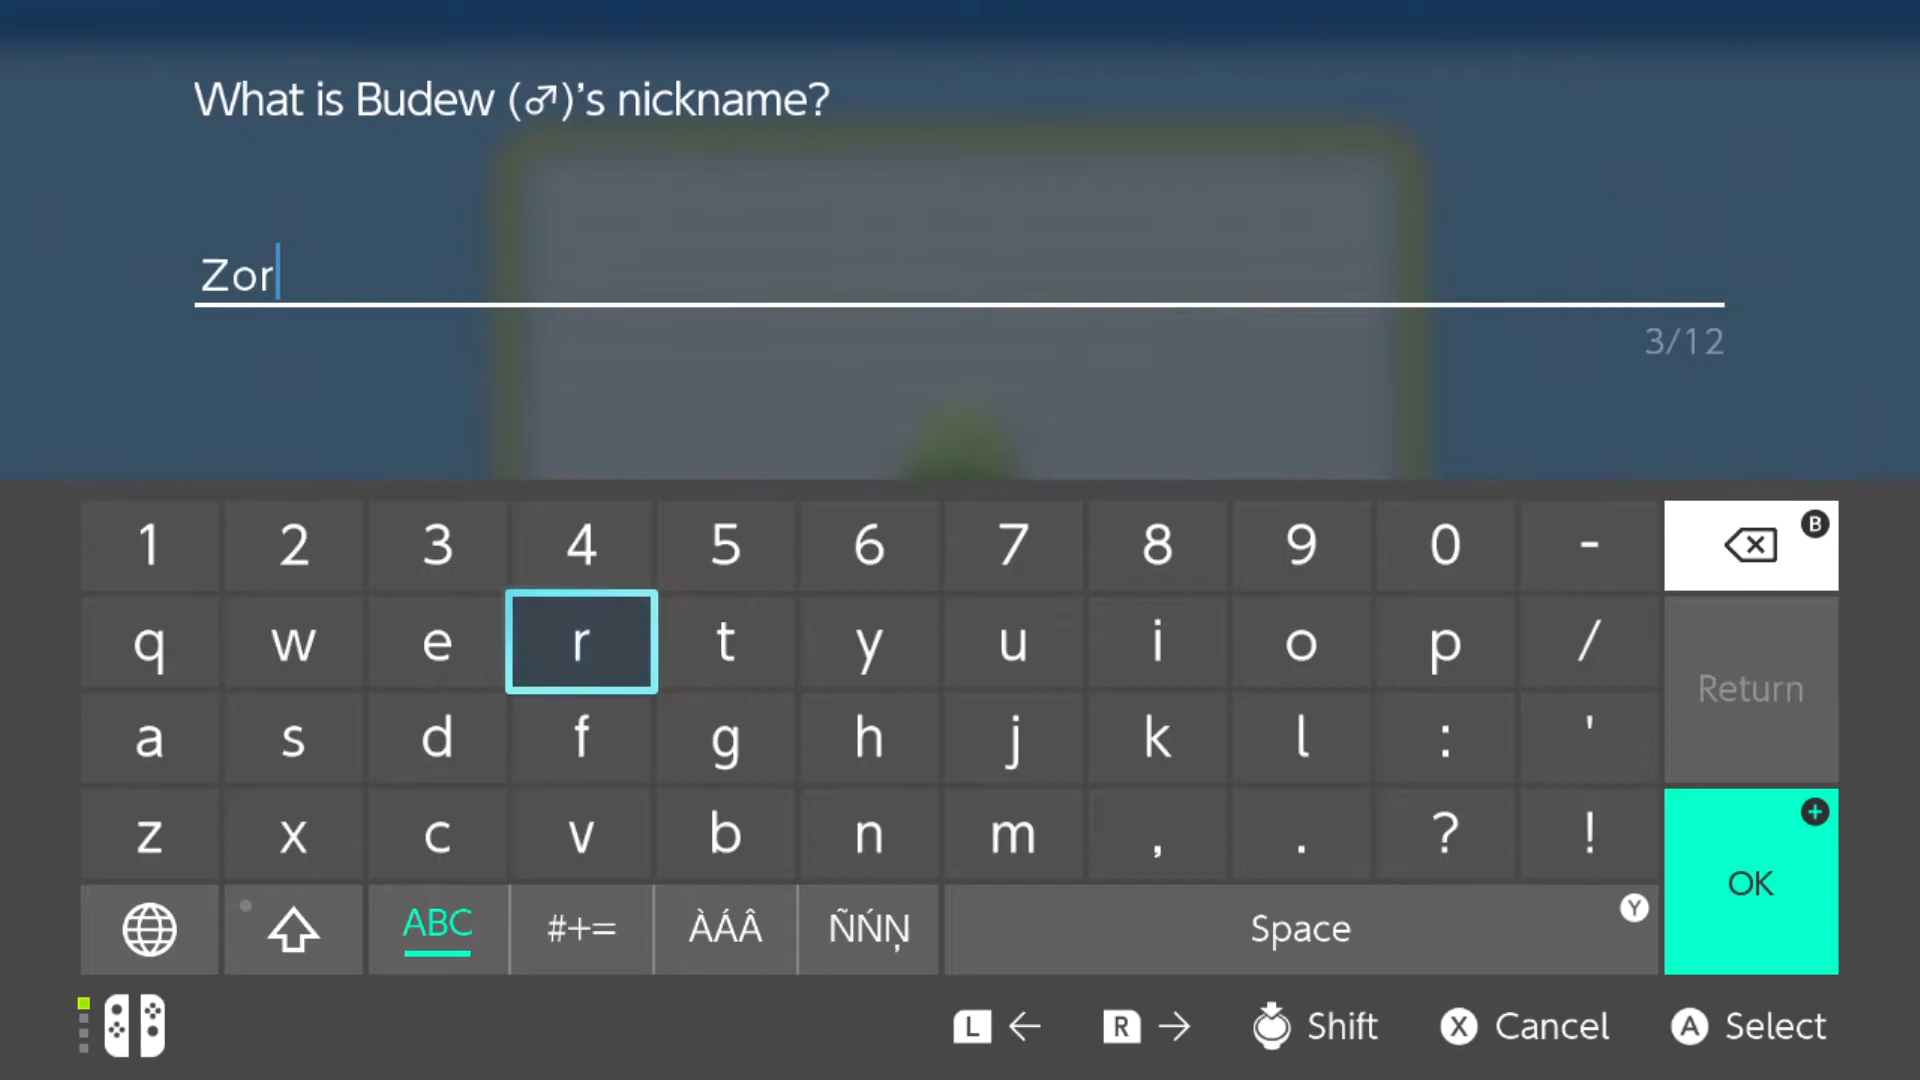 What is Budew (♂)'s nickname?
Zor
3/12
1 2 3 4 5 6 7 8 9 0 - B
q w e r t y u i o p / Return
a s d f g h j k l : '
z x c v b n m , . ? ! + OK
ABC #+= ÀÁÂ ÑŃŅ Space Y
L ← R → Shift X Cancel A Select